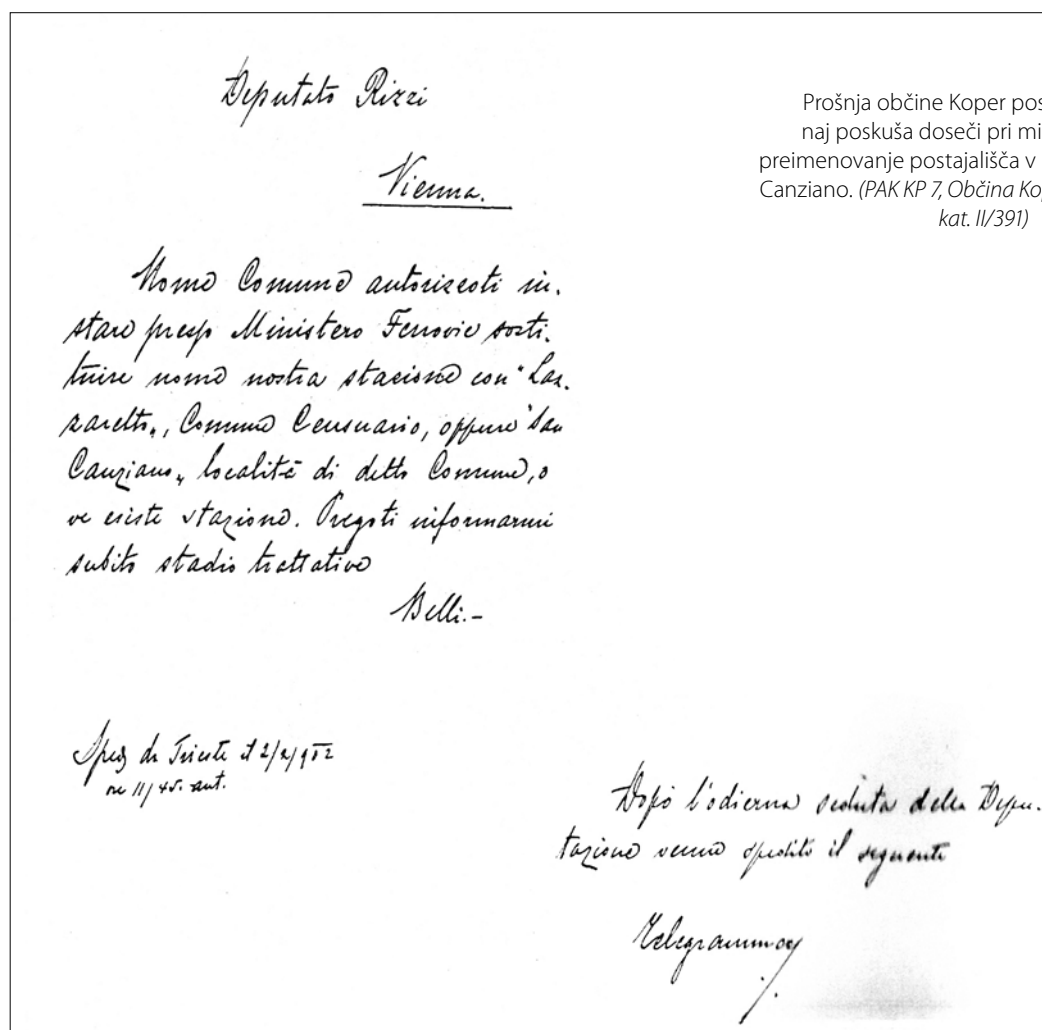 Deputato Rizzi
Vienna.
Nome Comune autorizzoti in-
stare presso Ministero Ferrovie sosti-
tuire nome nostra stazione con "Laz-
zaretto„, Comune Censuario, oppure "San
Canziano„ località di detto Comune, o
ve esiste stazione. Pregoti informarmi
subito stadio trattative
Belli.-
Sped da Trieste il 2/2/902
ore 11/45 ant.
Dopo l'odierna seduta della Depu-
tazione venne spedito il seguente
Telegramma
Prošnja občine Koper pos
naj poskuša doseči pri mi
preimenovanje postajališča v
Canziano. (PAK KP 7, Občina Ko
kat. II/391)